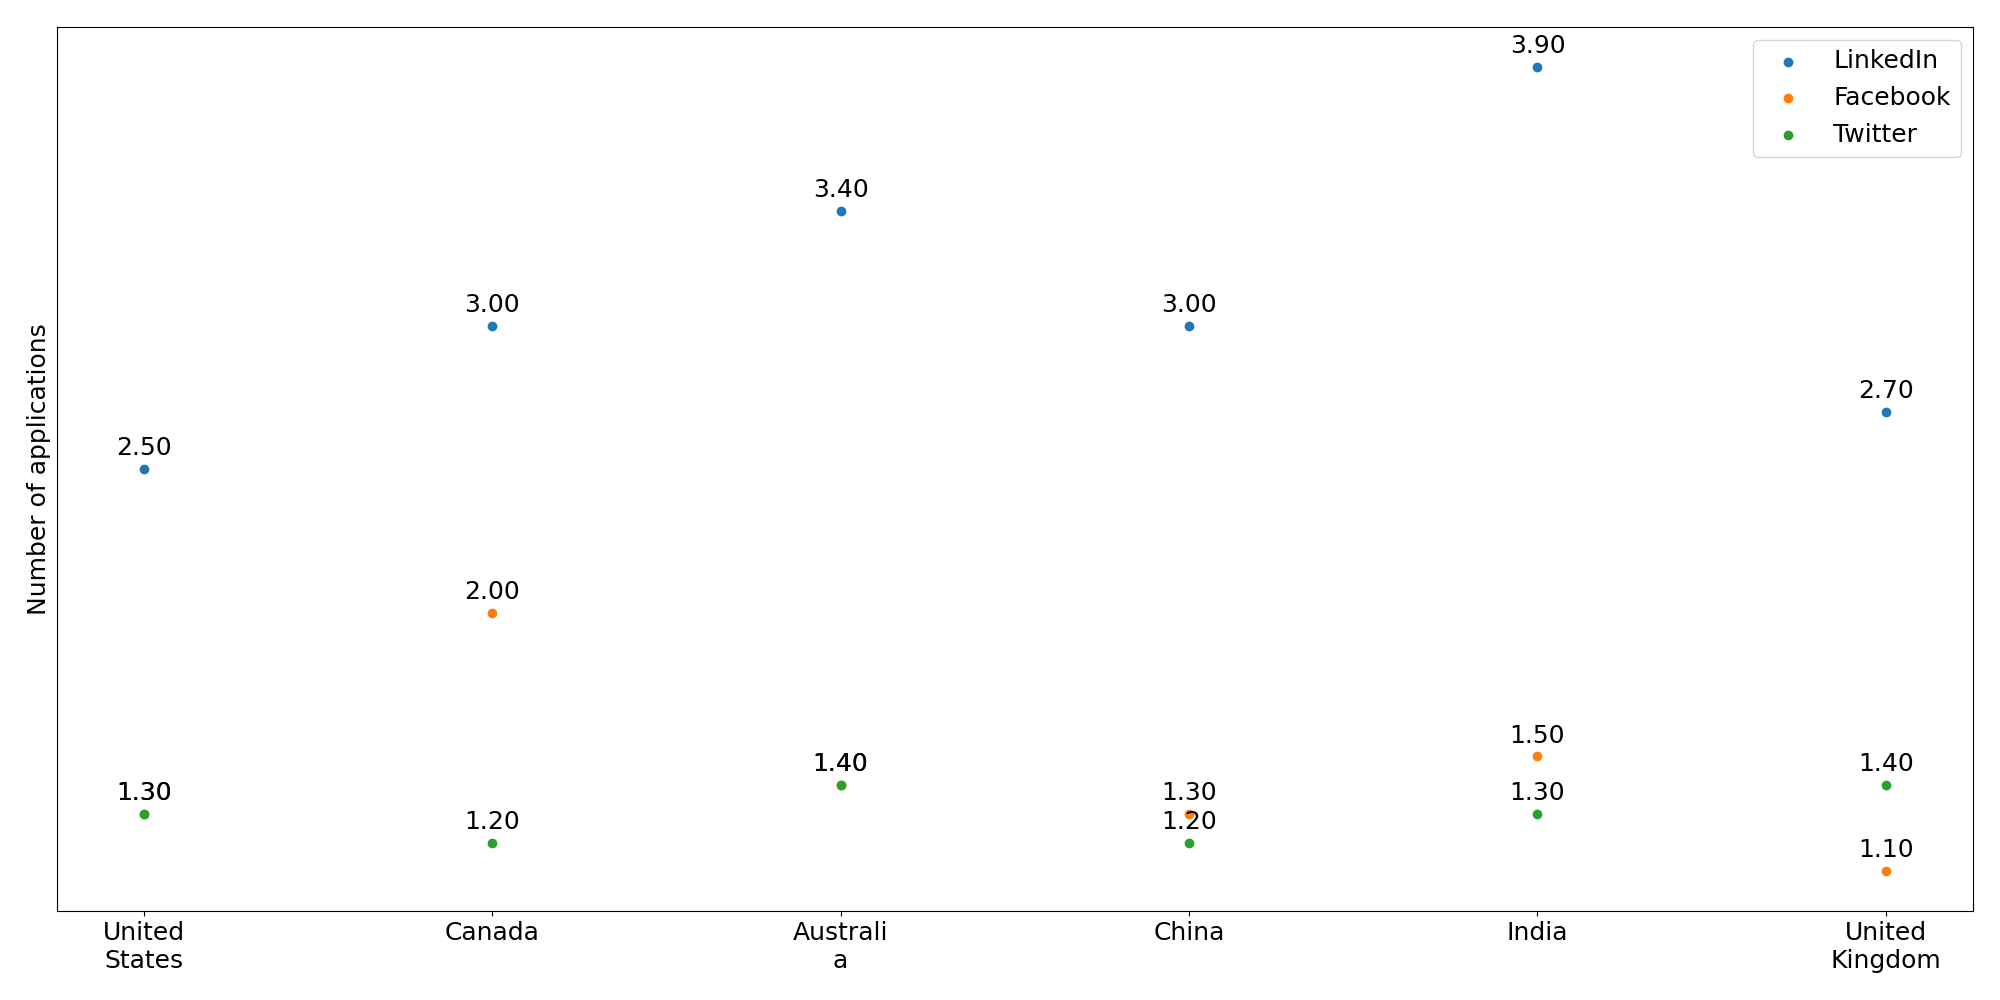 3.90
LinkedIn
Facebook
Twitter
3.40
3.00
3.00
2.70
2.50
2.00
1.50
1.40
1.40
1.30
1.30
1.30
1.20
1.20
1.10
Number of applications
United
States
Canada
Australi
a
China
India
United
Kingdom